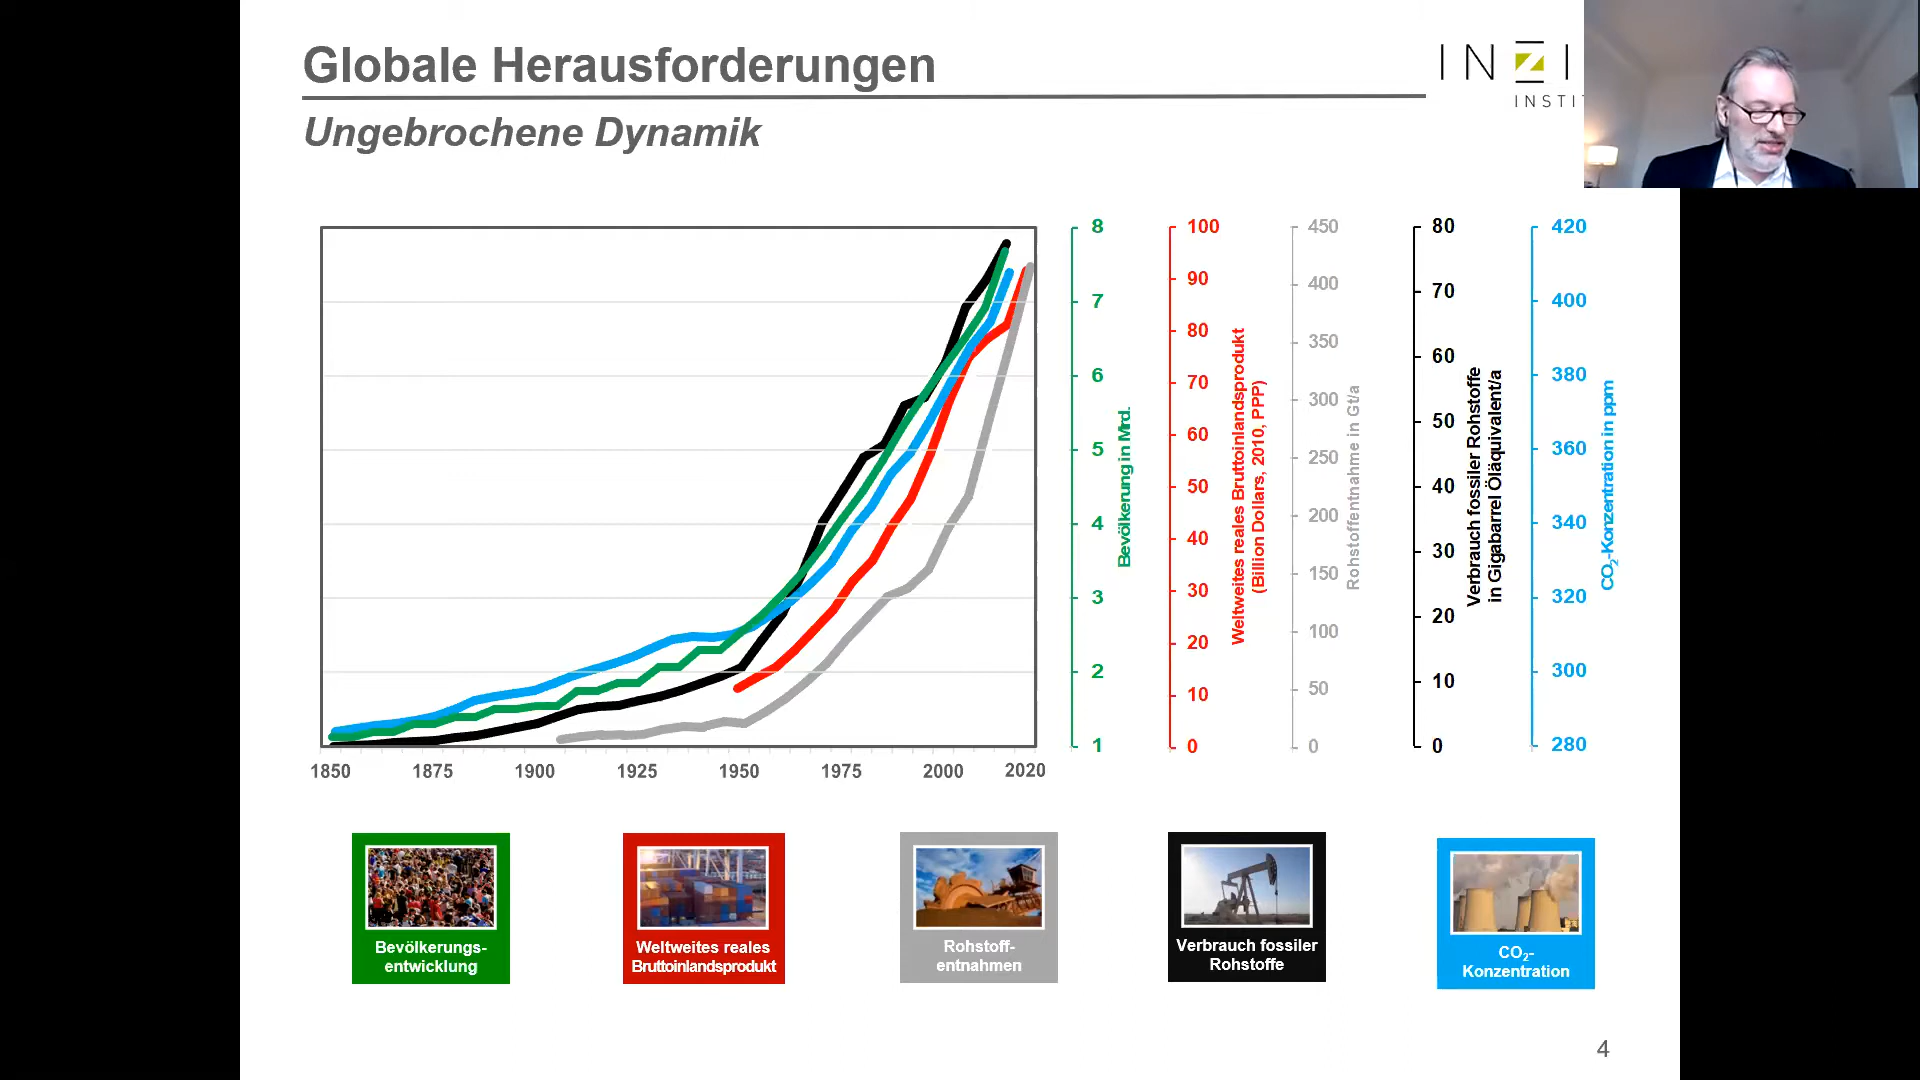 Globale Herausforderungen
INZI
INSTI
Ungebrochene Dynamik
8
7
6
5
4
3
2
1
Bevölkerung in Mrd.
100
90
80
70
60
50
40
30
20
10
0
Weltweites reales Bruttoinlandsprodukt
(Billion Dollars, 2010, PPP)
450
400
350
300
250
200
150
100
50
0
Rohstoffentnahme in Gt/a
80
70
60
50
40
30
20
10
0
Verbrauch fossiler Rohstoffe
in Gigabarrel Öläquivalent/a
420
400
380
360
340
320
300
280
CO₂-Konzentration in ppm
1850 1875 1900 1925 1950 1975 2000 2020
Bevölkerungs-
entwicklung
Weltweites reales
Bruttoinlandsprodukt
Rohstoff-
entnahmen
Verbrauch fossiler
Rohstoffe
CO₂-
Konzentration
4